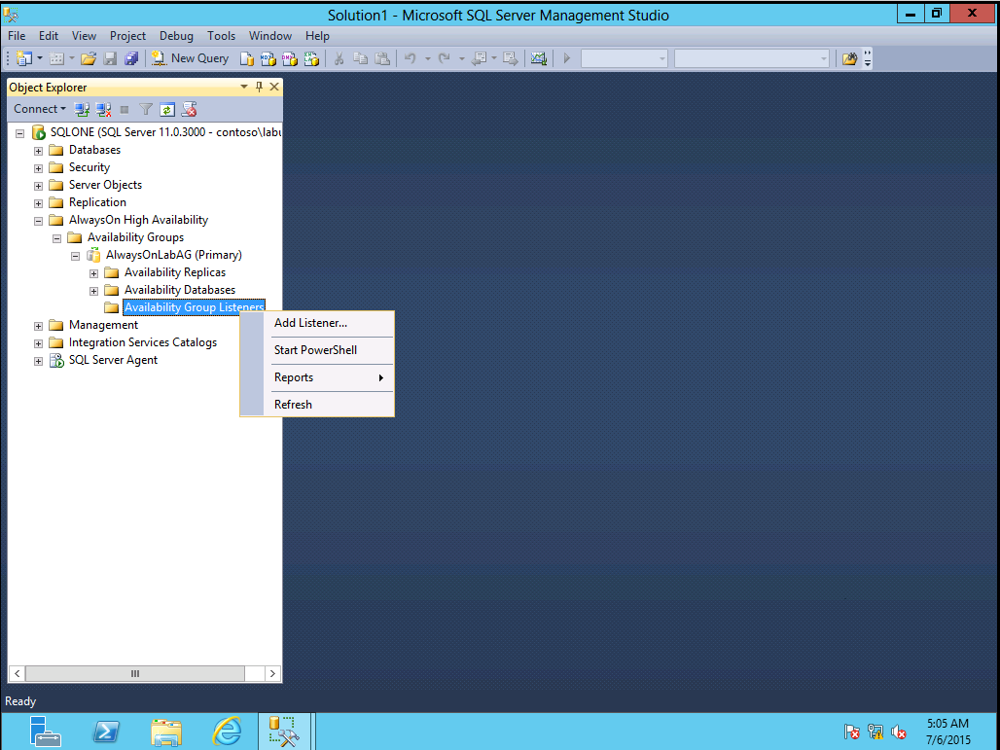 Solution1 - Microsoft SQL Server Management Studio
File Edit View Project Debug Tools Window Help
New Query
Object Explorer
Connect
SQLONE (SQL Server 11.0.3000 - contoso\labu
Databases
Security
Server Objects
Replication
AlwaysOn High Availability
Availability Groups
AlwaysOnLabAG (Primary)
Availability Replicas
Availability Databases
Availability Group Listeners
Add Listener...
Management
Start PowerShell
Integration Services Catalogs
SQL Server Agent
Reports
Refresh
Ready
5:05 AM
7/6/2015